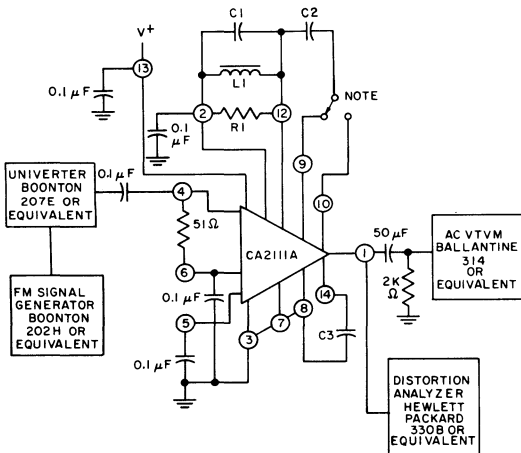 C1
C2
V+
13
L1
0.1 µF
2
R1
12
NOTE
0.1
µF
9
10
UNIVERTER
BOONTON
207E OR
EQUIVALENT
0.1µF
4
51Ω
6
CA2111A
1
50 µF
AC VTVM
BALLANTINE
314
OR
EQUIVALENT
2K
Ω
FM SIGNAL
GENERATOR
BOONTON
202H OR
EQUIVALENT
0.1 µF
5
0.1 µF
3
7
8
14
C3
DISTORTION
ANALYZER
HEWLETT
PACKARD
330B OR
EQUIVALENT